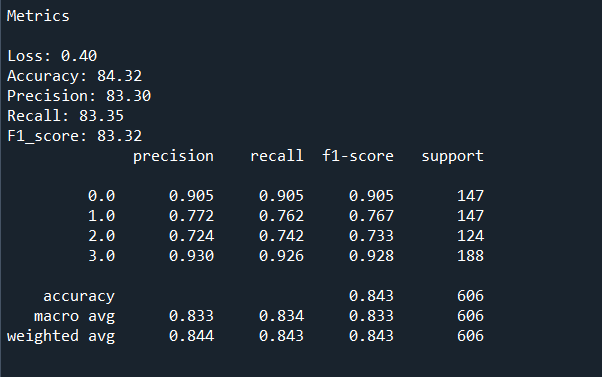 Metrics
Loss: 0.40
Accuracy: 84.32
Precision: 83.30
Recall: 83.35
F1_score: 83.32
precision recall f1-score support
0.0 0.905 0.905 0.905 147
1.0 0.772 0.762 0.767 147
2.0 0.724 0.742 0.733 124
3.0 0.930 0.926 0.928 188
accuracy 0.843 606
macro avg 0.833 0.834 0.833 606
weighted avg 0.844 0.843 0.843 606